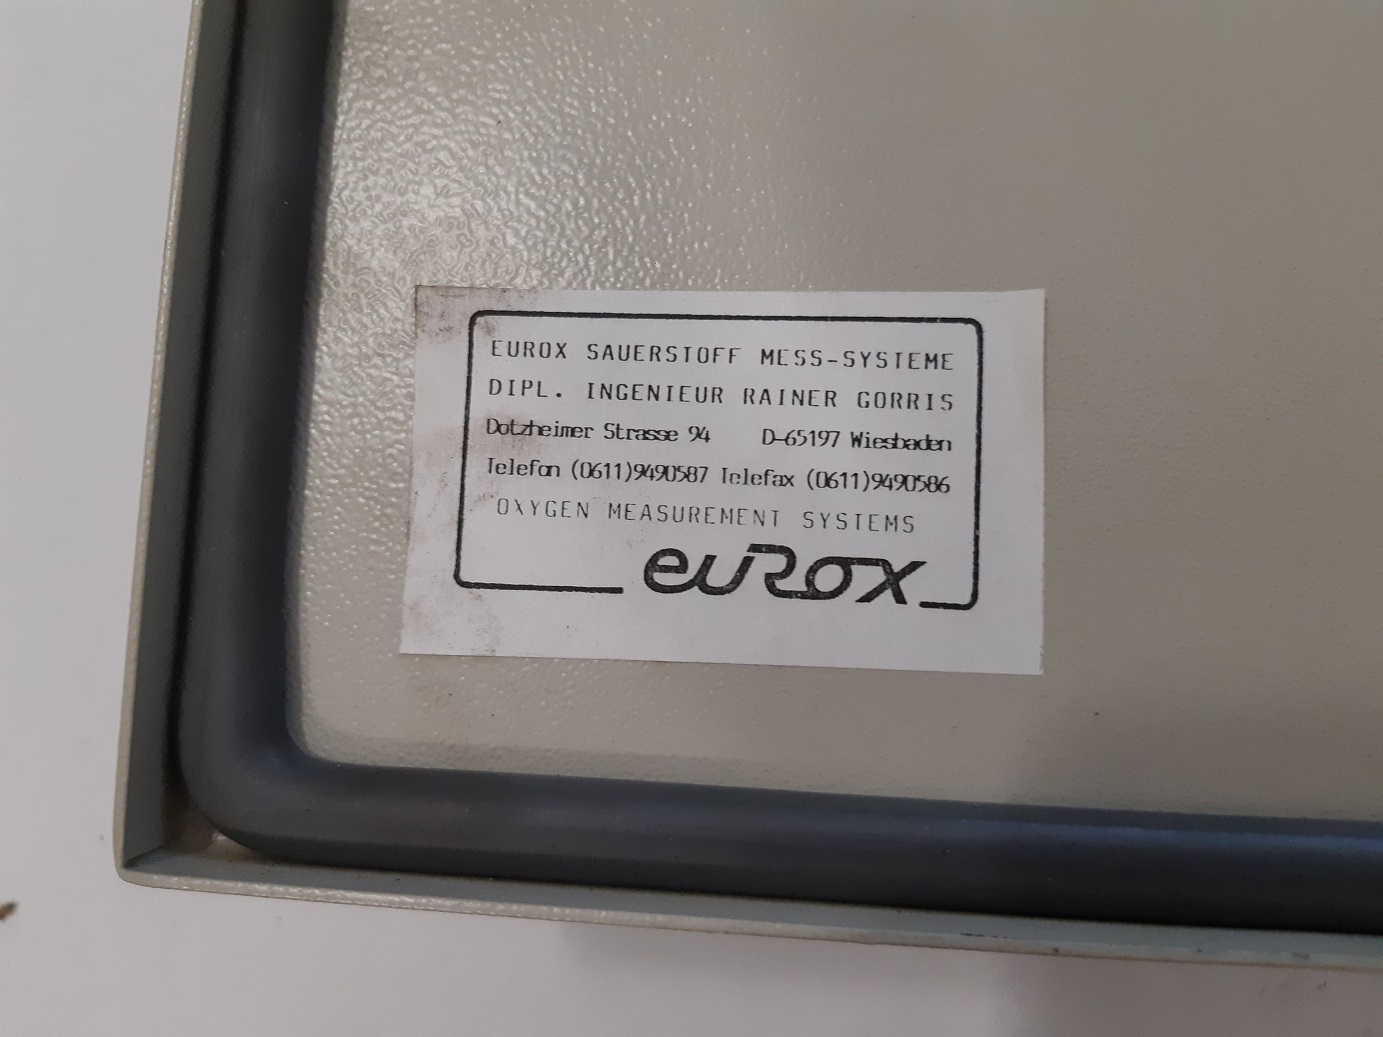 EUROX SAUERSTOFF MESS-SYSTEME
DIPL. INGENIEUR RAINER GORRIS
Dotzheimer Strasse 94 D-65197 Wiesbaden
Telefon (0611)9490587 Telefax (0611)9490586
OXYGEN MEASUREMENT SYSTEMS
eurox